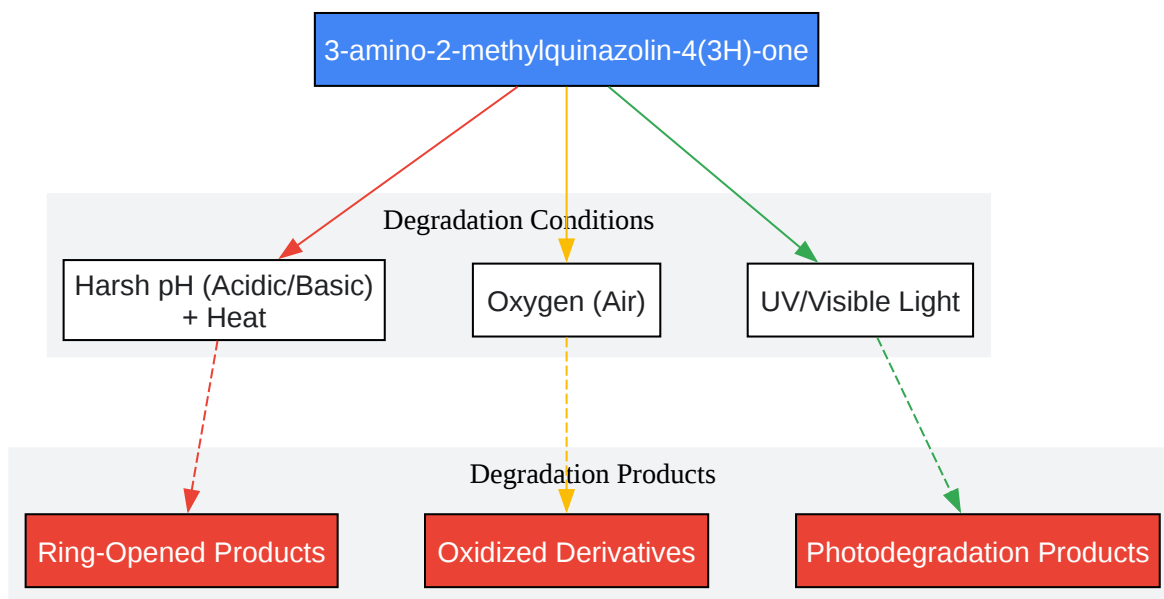 3-amino-2-methylquinazolin-4(3H)-one
Degradation Conditions
Harsh pH (Acidic/Basic)
+ Heat
Oxygen (Air)
UV/Visible Light
Degradation Products
Ring-Opened Products
Oxidized Derivatives
Photodegradation Products